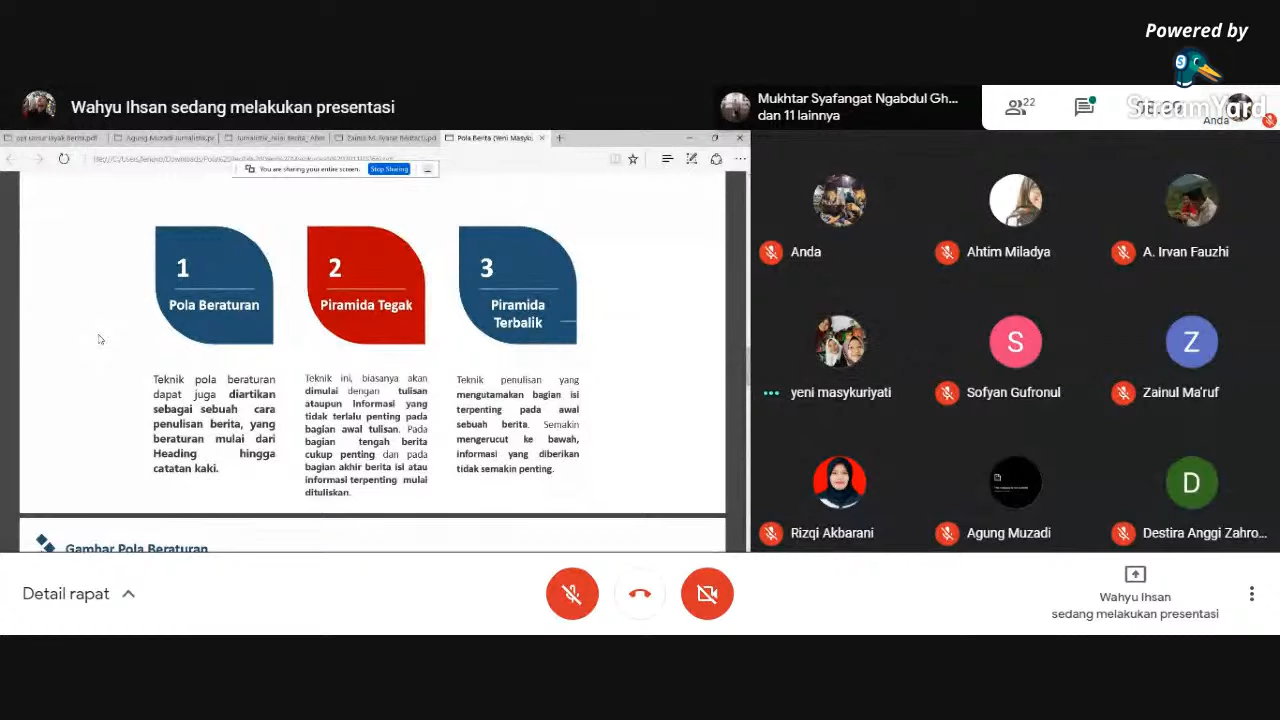 Powered by
StreamYard
Wahyu Ihsan sedang melakukan presentasi
Mukhtar Syafangat Ngabdul Gh...
dan 11 lainnya
22
Anda
Pola Berita (Yeni Masyku
You are sharing your entire screen.
Stop Sharing
1
Pola Beraturan
2
Piramida Tegak
3
Piramida
Terbalik
Teknik pola beraturan
dapat juga diartikan
sebagai sebuah cara
penulisan berita, yang
beraturan mulai dari
Heading hingga
catatan kaki.
Teknik ini, biasanya akan
dimulai dengan tulisan
ataupun informasi yang
tidak terlalu penting pada
bagian awal tulisan. Pada
bagian tengah berita
cukup penting dan pada
bagian akhir berita isi atau
informasi terpenting mulai
dituliskan.
Teknik penulisan yang
mengutamakan bagian isi
terpenting pada awal
sebuah berita. Semakin
mengerucut ke bawah,
informasi yang diberikan
tidak semakin penting.
Gambar Pola Beraturan
Anda
Ahtim Miladya
A. Irvan Fauzhi
S
Z
yeni masykuriyati
Sofyan Gufronul
Zainul Ma'ruf
D
Rizqi Akbarani
Agung Muzadi
Destira Anggi Zahro...
Detail rapat
Wahyu Ihsan
sedang melakukan presentasi